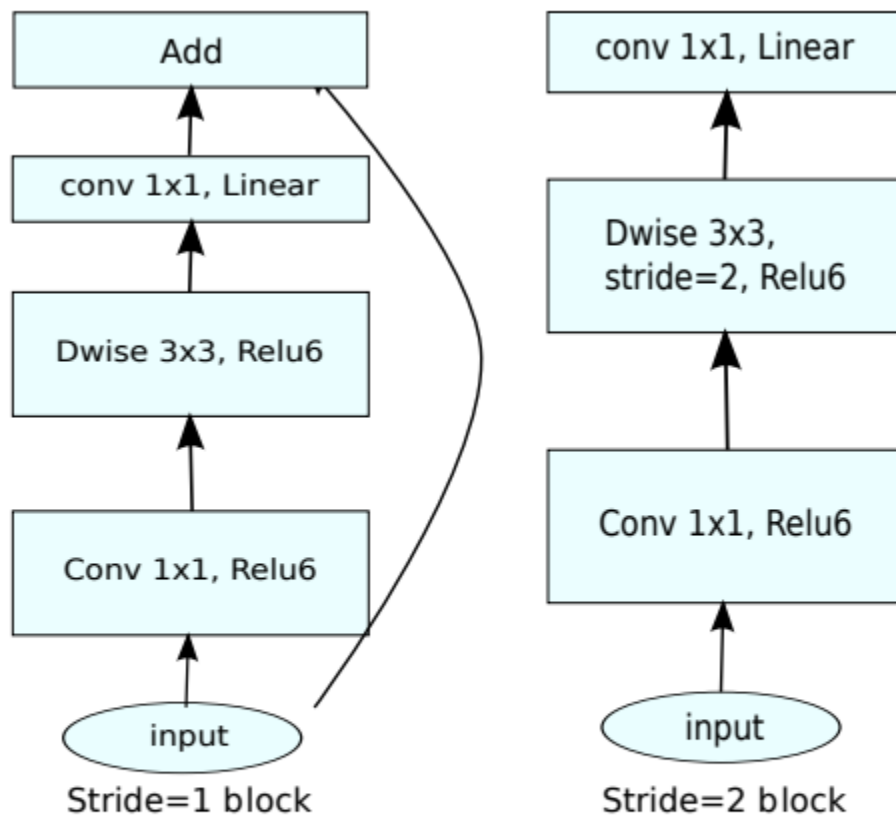 Add
conv 1x1, Linear
Dwise 3x3, Relu6
Conv 1x1, Relu6
input
Stride=1 block
conv 1x1, Linear
Dwise 3x3,
stride=2, Relu6
Conv 1x1, Relu6
input
Stride=2 block